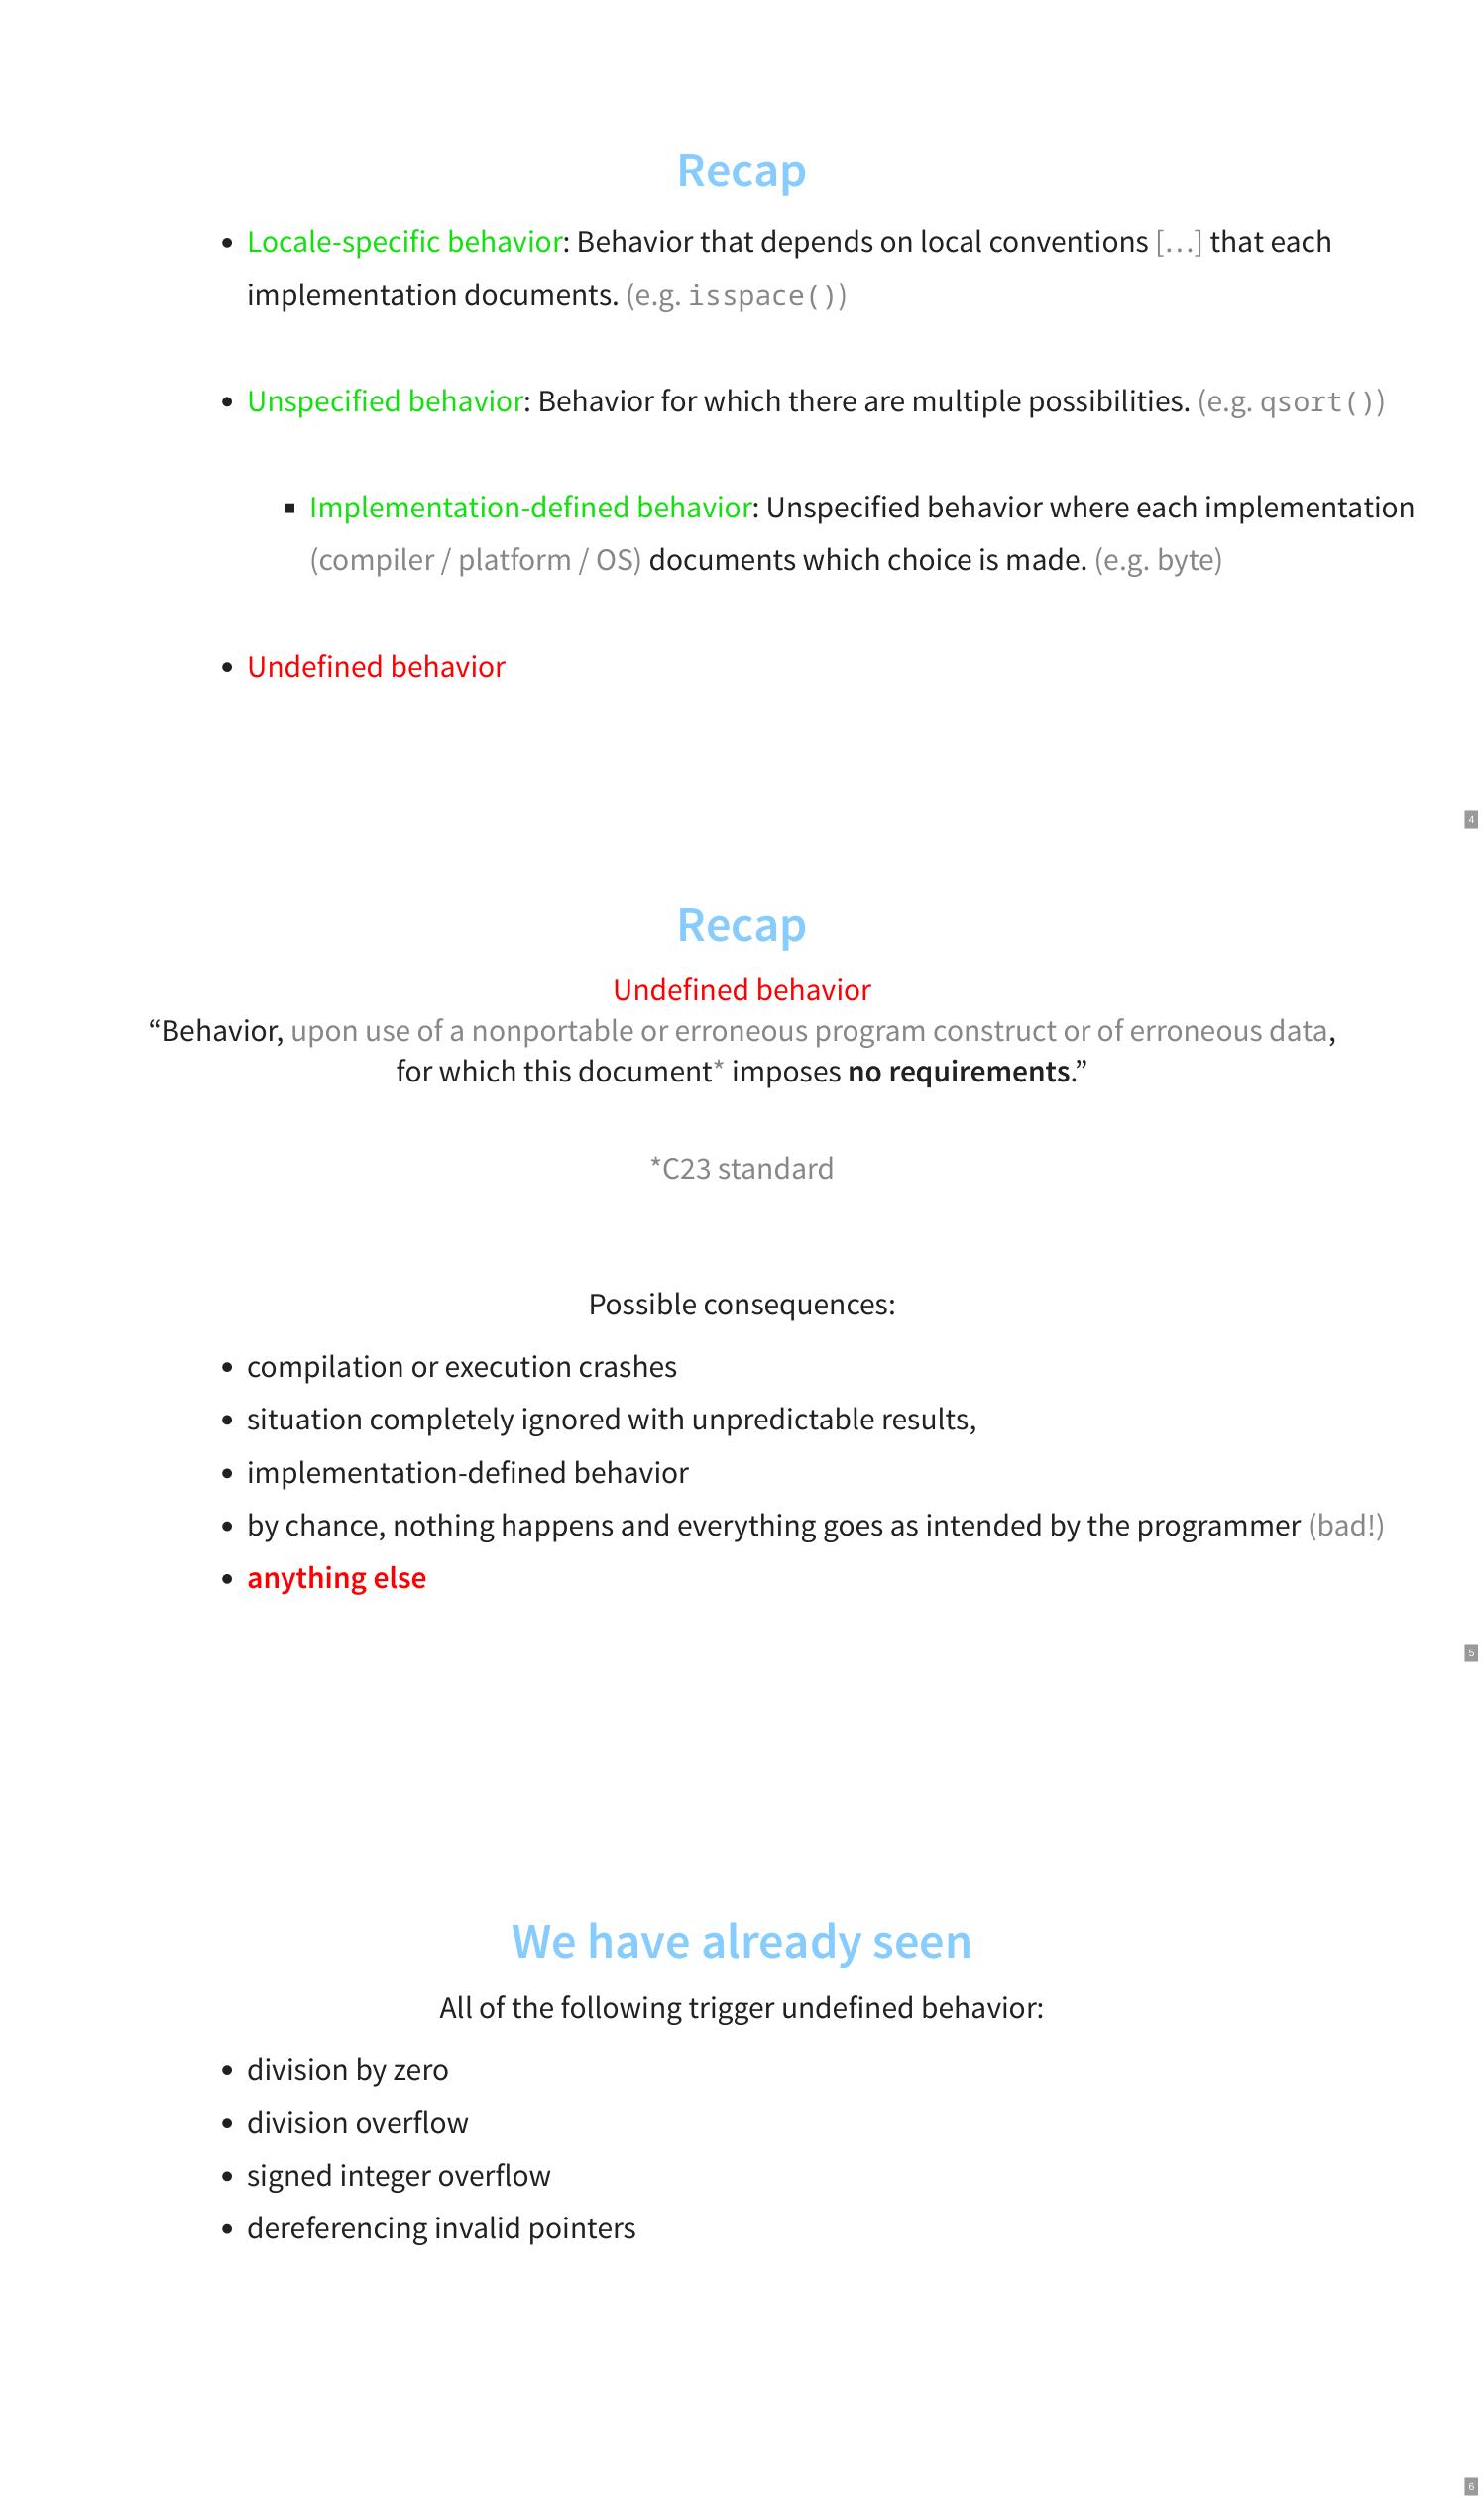 Recap
• Locale-specific behavior: Behavior that depends on local conventions […] that each
implementation documents. (e.g. isspace())
• Unspecified behavior: Behavior for which there are multiple possibilities. (e.g. qsort())
▪ Implementation-defined behavior: Unspecified behavior where each implementation
(compiler / platform / OS) documents which choice is made. (e.g. byte)
• Undefined behavior
4
Recap
Undefined behavior
“Behavior, upon use of a nonportable or erroneous program construct or of erroneous data,
for which this document* imposes no requirements.”
*C23 standard
Possible consequences:
• compilation or execution crashes
• situation completely ignored with unpredictable results,
• implementation-defined behavior
• by chance, nothing happens and everything goes as intended by the programmer (bad!)
• anything else
5
We have already seen
All of the following trigger undefined behavior:
• division by zero
• division overflow
• signed integer overflow
• dereferencing invalid pointers
6